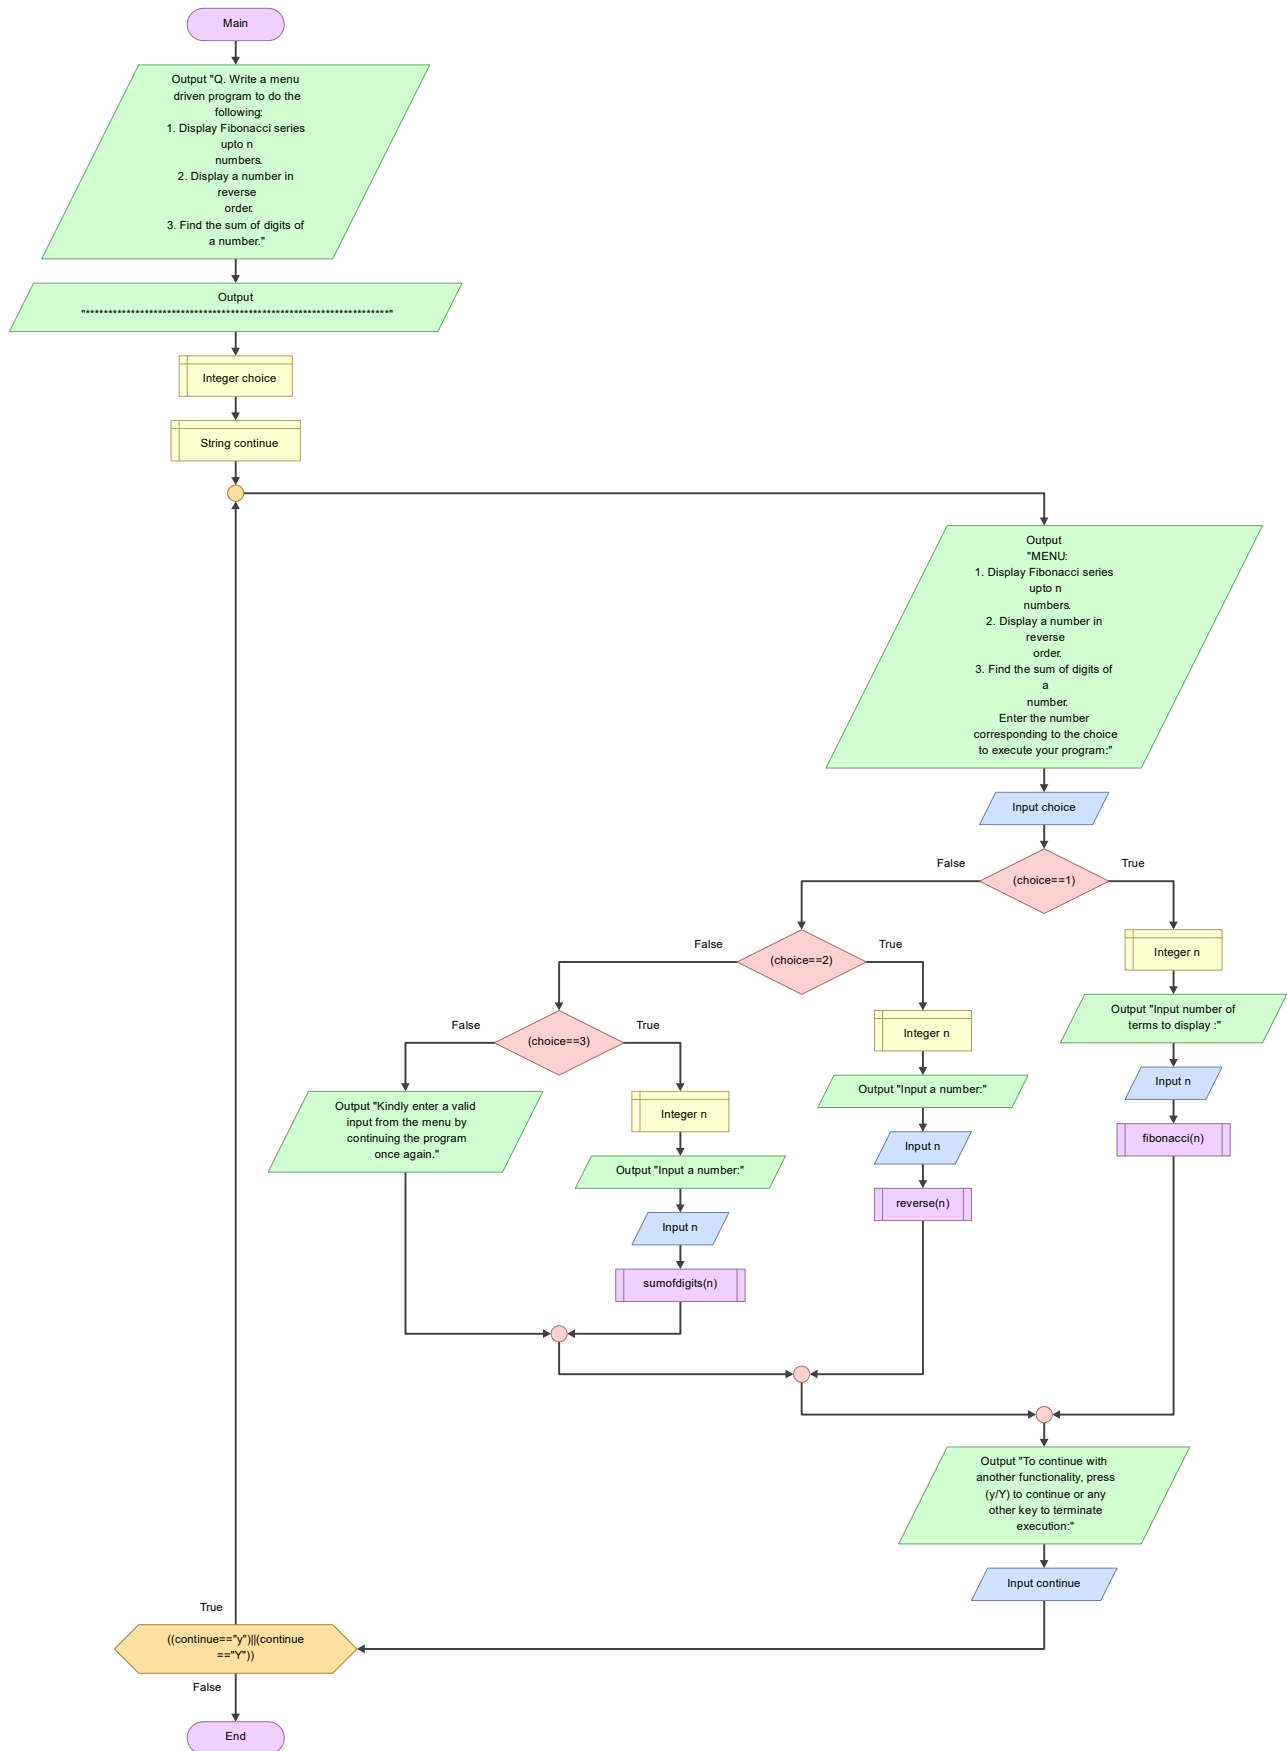 Main
Output "Q. Write a menu
driven program to do the
following:
1. Display Fibonacci series
upto n
numbers.
2. Display a number in
reverse
order.
3. Find the sum of digits of
a number."
Output
"*******************************************************************"
Integer choice
String continue
Output
"MENU:
1. Display Fibonacci series
upto n
numbers.
2. Display a number in
reverse
order.
3. Find the sum of digits of
a
number.
Enter the number
corresponding to the choice
to execute your program:"
Input choice
False
(choice==1)
True
False
(choice==2)
True
Integer n
Output "Input number of
terms to display :"
Input n
fibonacci(n)
False
(choice==3)
True
Integer n
Output "Input a number:"
Input n
reverse(n)
Output "Kindly enter a valid
input from the menu by
continuing the program
once again."
Integer n
Output "Input a number:"
Input n
sumofdigits(n)
Output "To continue with
another functionality, press
(y/Y) to continue or any
other key to terminate
execution:"
Input continue
True
((continue=="y")||(continue
=="Y"))
False
End